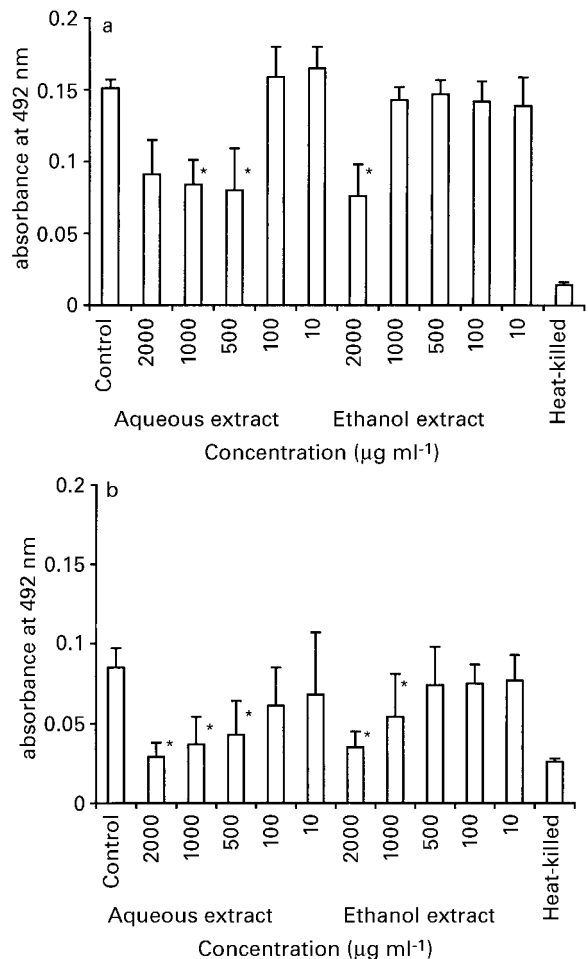 a
absorbance at 492 nm
0.2
0.15
0.1
0.05
0
* * *
Control 2000 1000 500 100 10 2000 1000 500 100 10 Heat-killed
Aqueous extract Ethanol extract
Concentration (µg ml-1)
b
absorbance at 492 nm
0.2
0.15
0.1
0.05
0
* * * * *
Control 2000 1000 500 100 10 2000 1000 500 100 10 Heat-killed
Aqueous extract Ethanol extract
Concentration (µg ml-1)